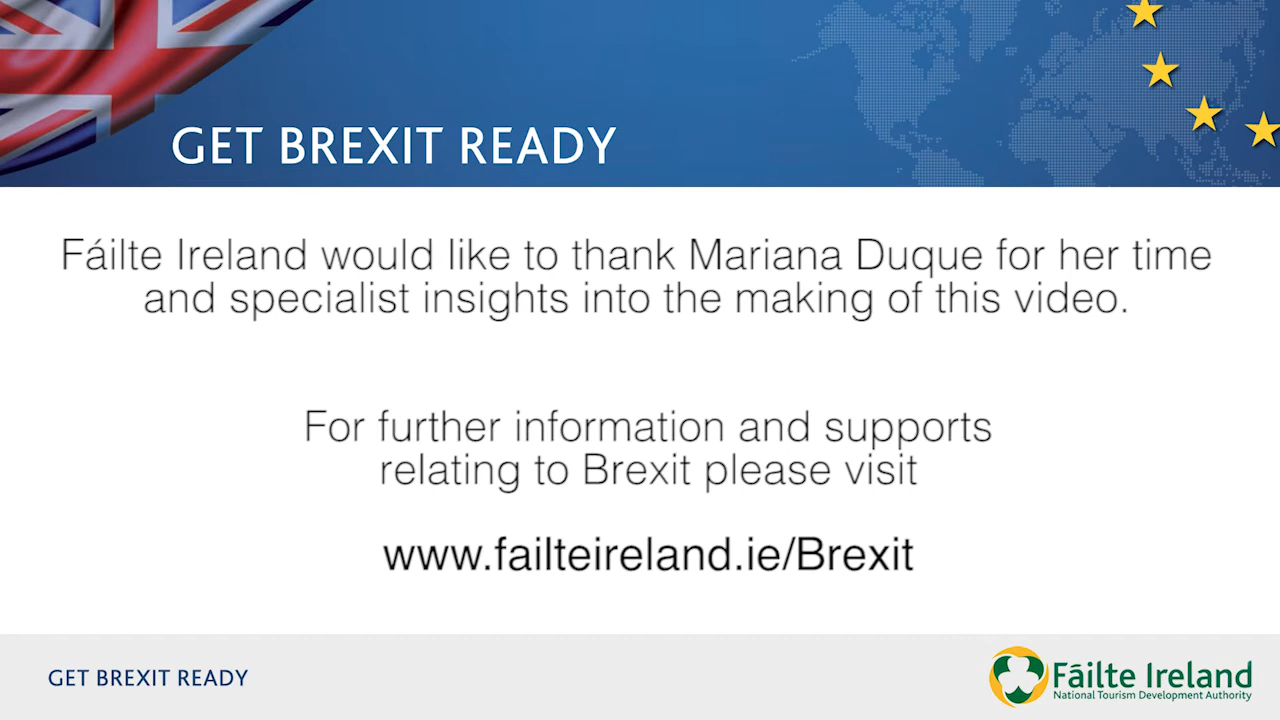 GET BREXIT READY
Fáilte Ireland would like to thank Mariana Duque for her time
and specialist insights into the making of this video.
For further information and supports
relating to Brexit please visit
www.failteireland.ie/Brexit
GET BREXIT READY
Fáilte Ireland
National Tourism Development Authority